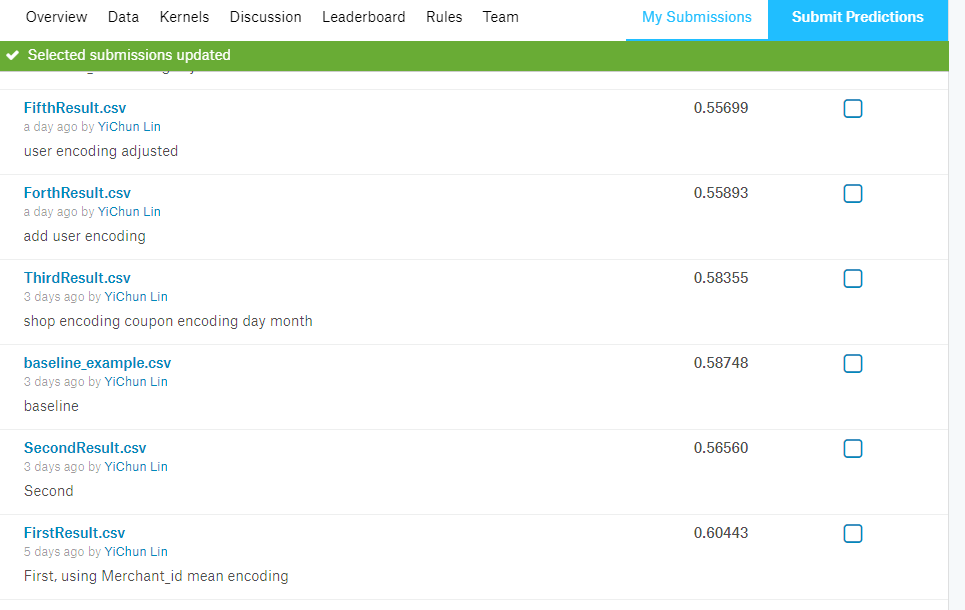 Overview Data Kernels Discussion Leaderboard Rules Team My Submissions Submit Predictions
Selected submissions updated
FifthResult.csv 0.55699
a day ago by YiChun Lin
user encoding adjusted
ForthResult.csv 0.55893
a day ago by YiChun Lin
add user encoding
ThirdResult.csv 0.58355
3 days ago by YiChun Lin
shop encoding coupon encoding day month
baseline_example.csv 0.58748
3 days ago by YiChun Lin
baseline
SecondResult.csv 0.56560
3 days ago by YiChun Lin
Second
FirstResult.csv 0.60443
5 days ago by YiChun Lin
First, using Merchant_id mean encoding